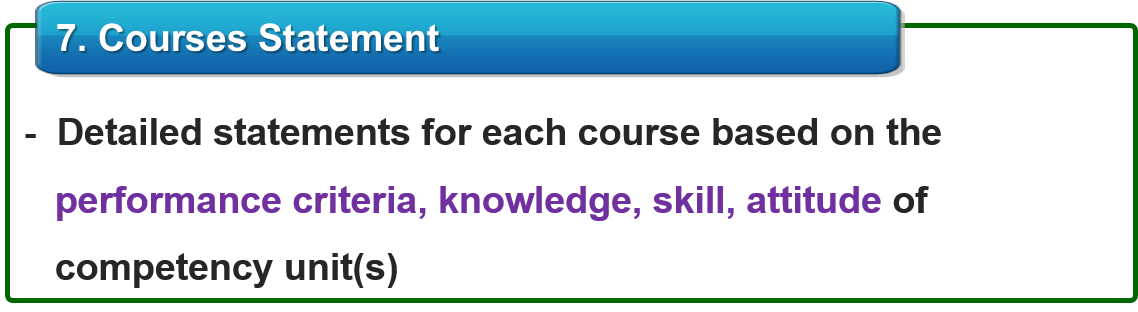 7. Courses Statement
- Detailed statements for each course based on the
performance criteria, knowledge, skill, attitude of
competency unit(s)